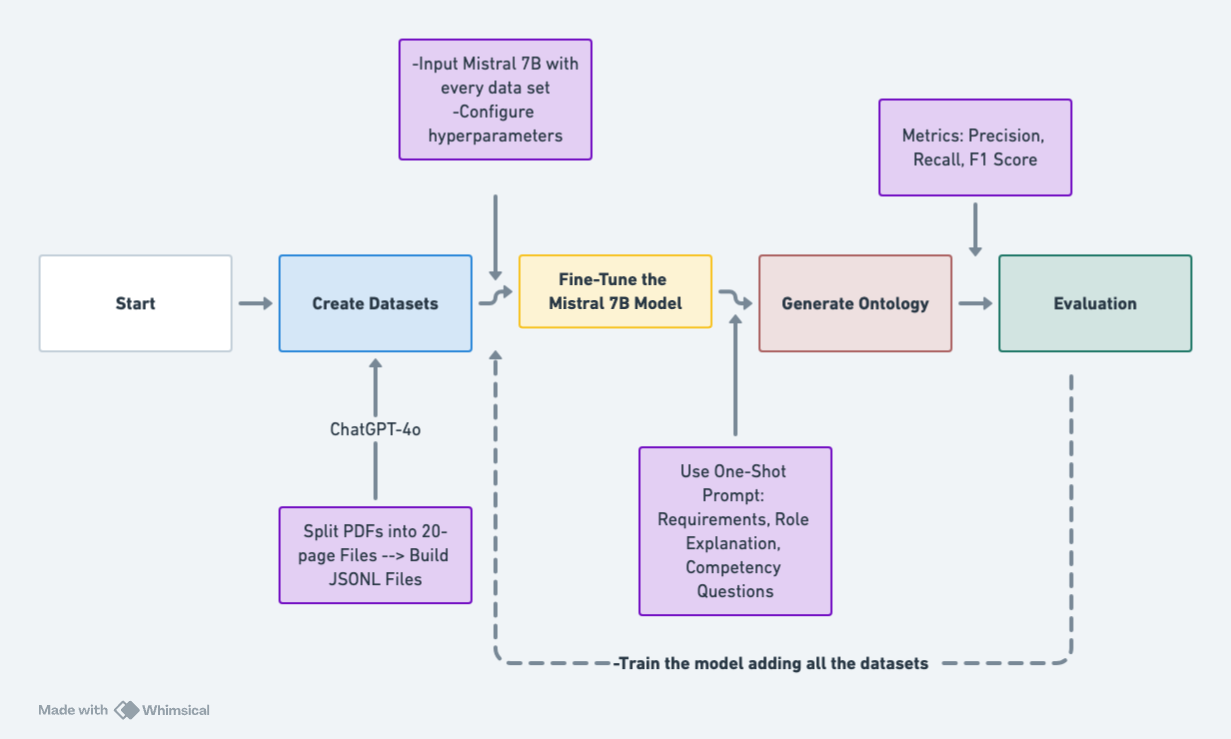 -Input Mistral 7B with
every data set
-Configure
hyperparameters
Metrics: Precision,
Recall, F1 Score
Start
Create Datasets
Fine-Tune the
Mistral 7B Model
Generate Ontology
Evaluation
ChatGPT-4o
Split PDFs into 20-
page Files --> Build
JSONL Files
Use One-Shot
Prompt:
Requirements, Role
Explanation,
Competency
Questions
-Train the model adding all the datasets
Made with Whimsical